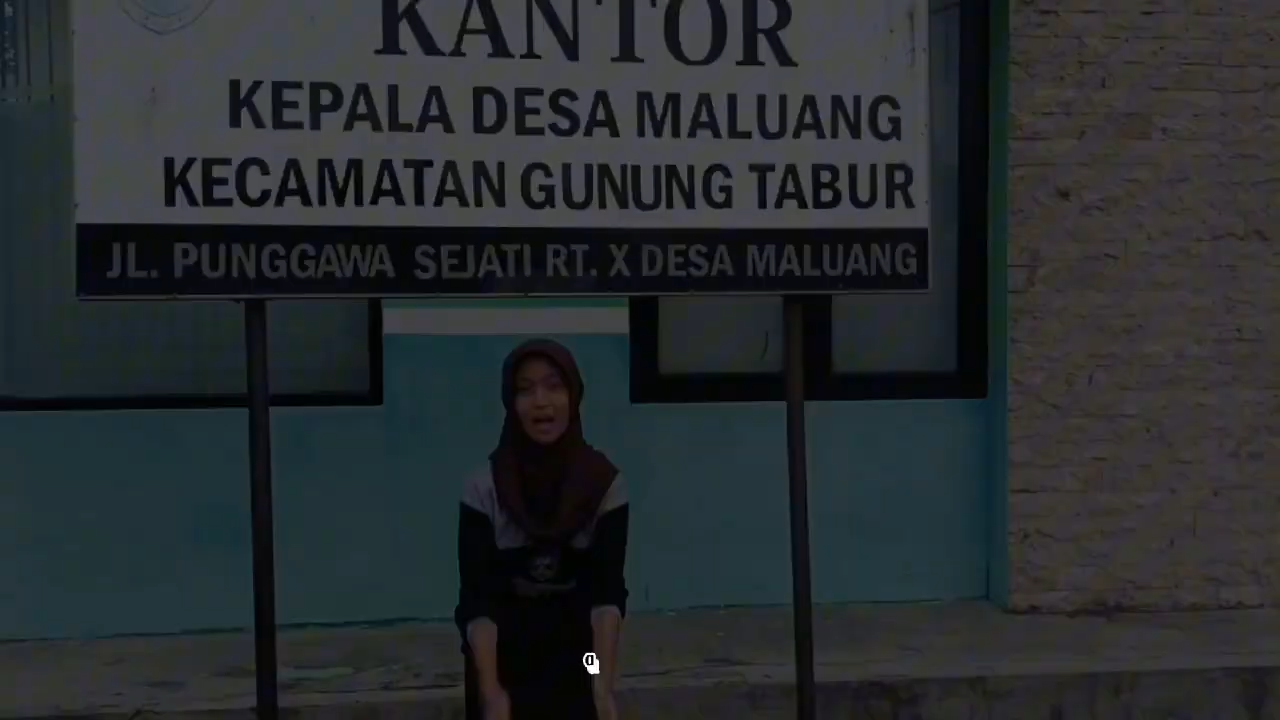 KANTOR
KEPALA DESA MALUANG
KECAMATAN GUNUNG TABUR
JL. PUNGGAWA SEJATI RT. X DESA MALUANG